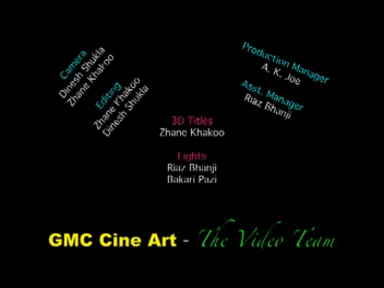 Camera
Dinesh Shukla
Zhane Khakoo
Editing
Zhane Khakoo
Dinesh Shukla
Production Manager
A. K. Joe
Asst. Manager
Riaz Bhanji
3D Titles
Zhane Khakoo
Lights
Riaz Bhanji
Bakari Pazi
GMC Cine Art - The Video Team